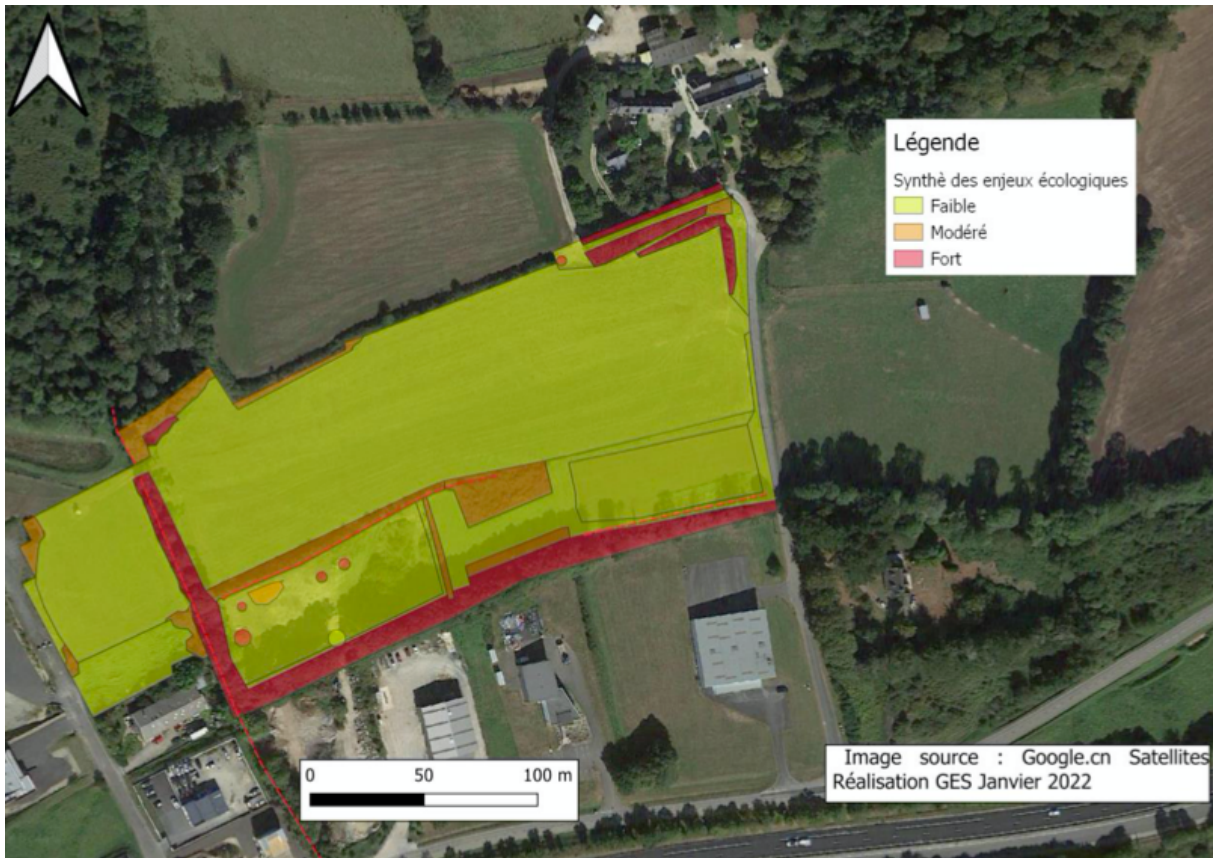 Légende
Synthè des enjeux écologiques
Faible
Modéré
Fort
0 50 100 m
Image source : Google.cn Satellites
Réalisation GES Janvier 2022